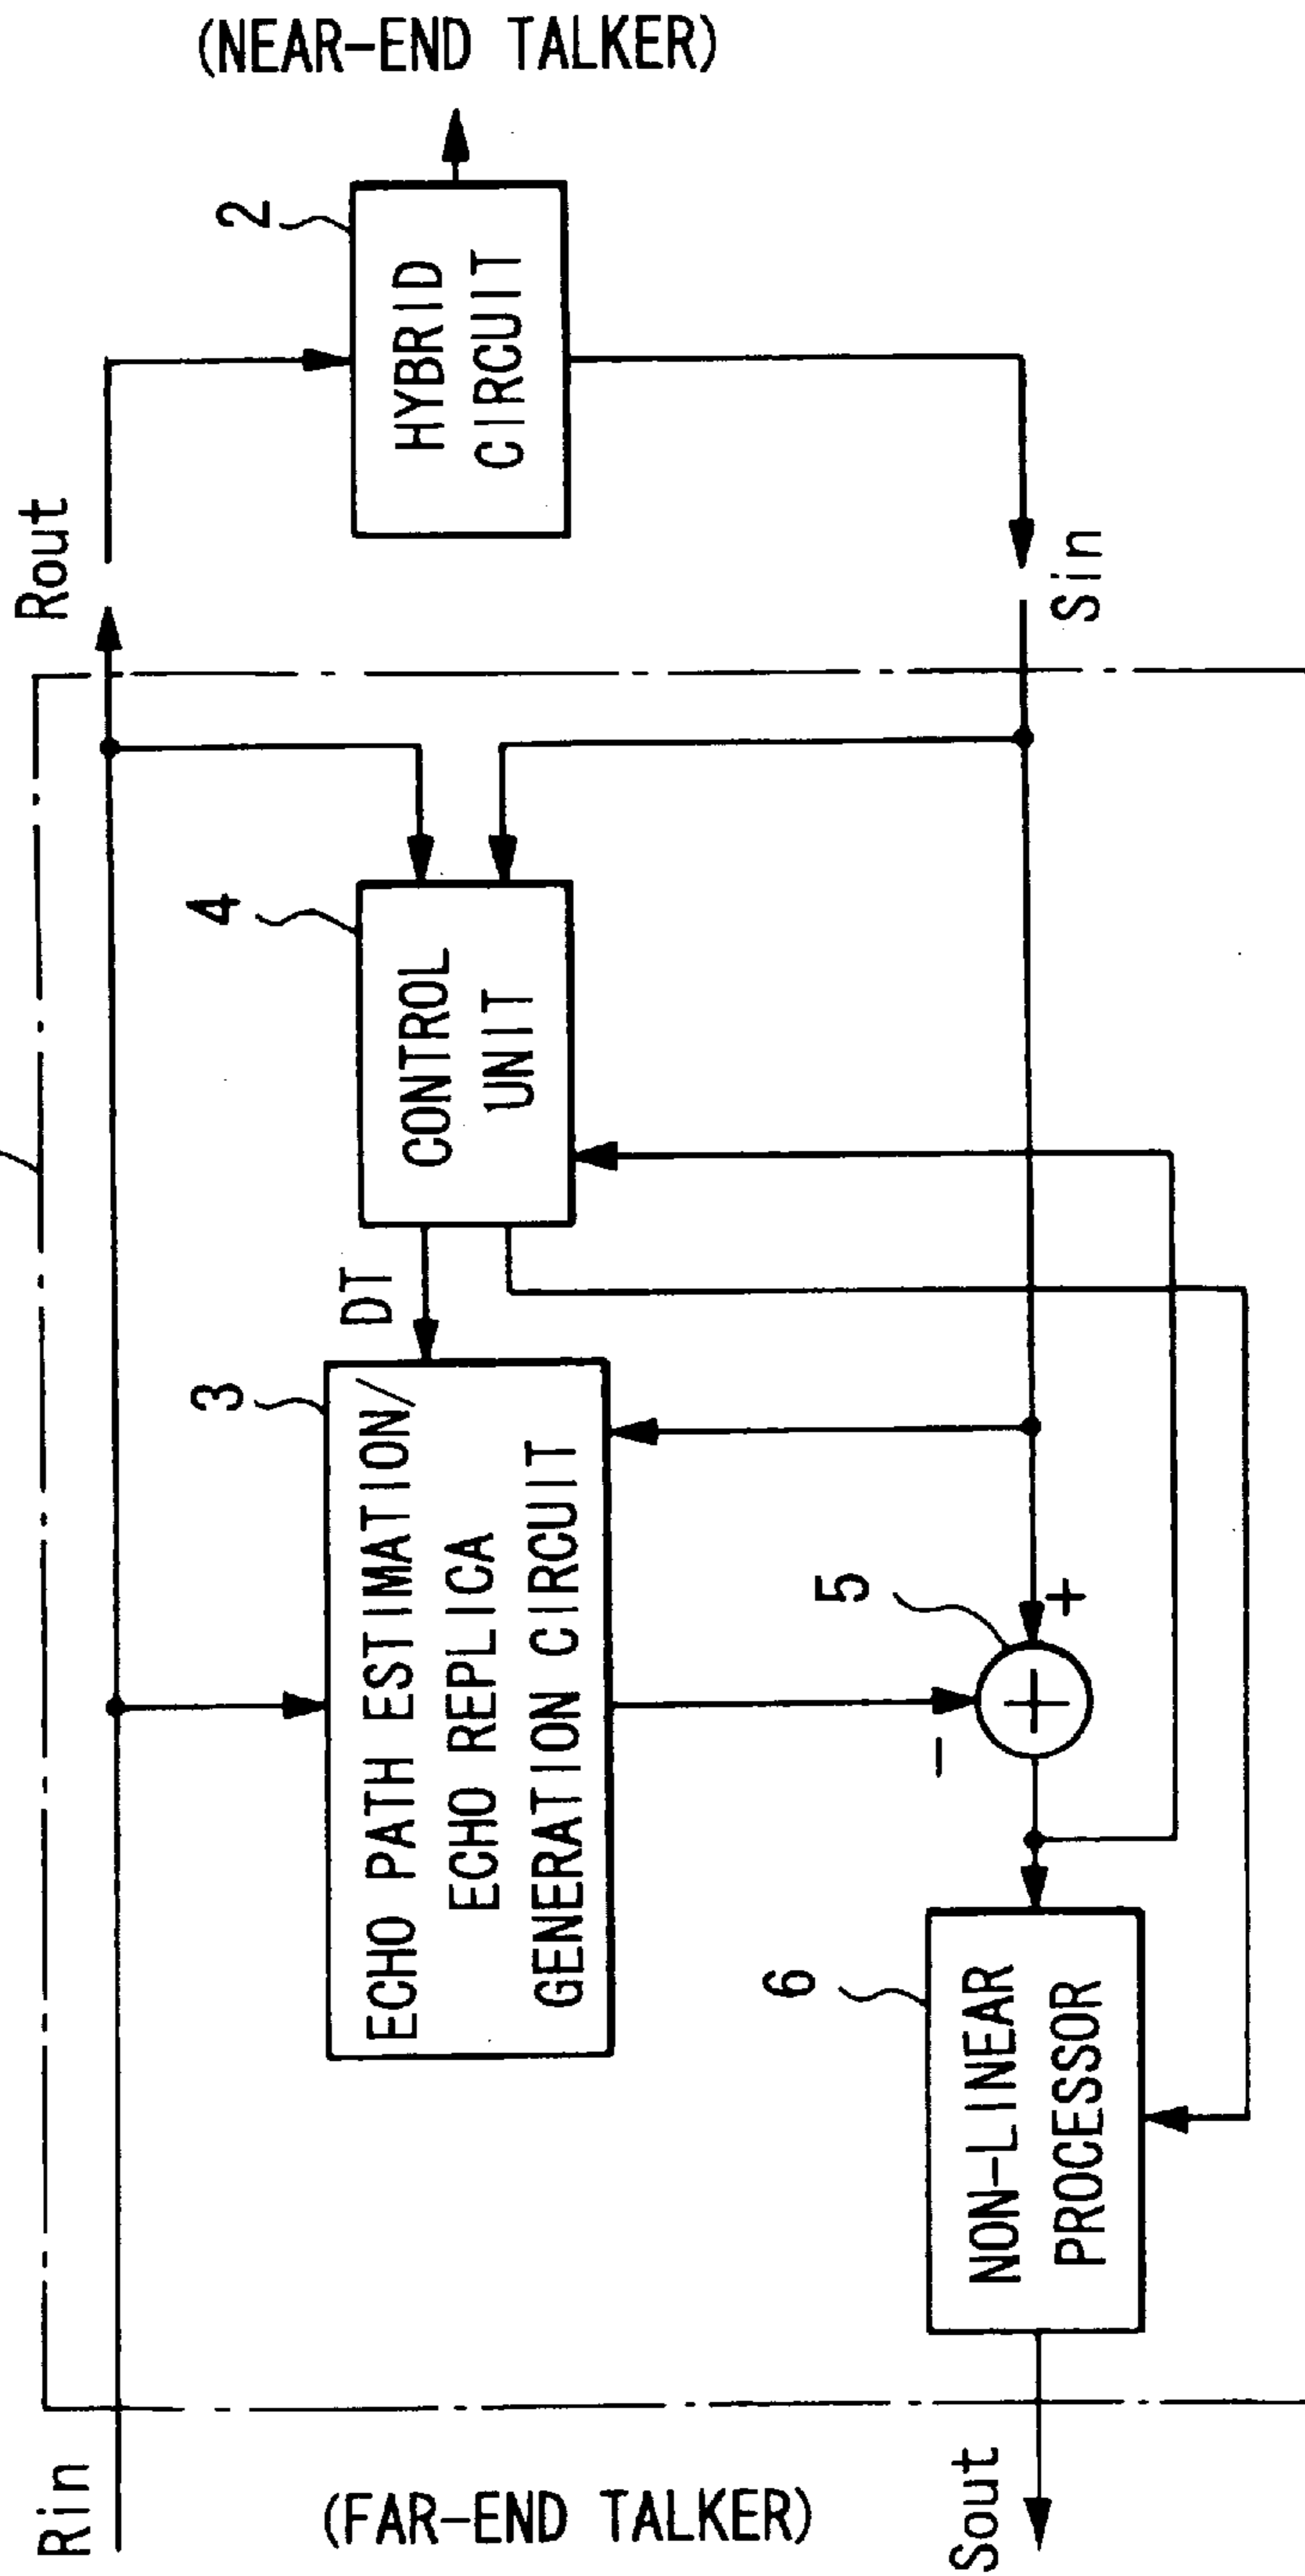 Rin
Rout
(FAR-END TALKER)
(NEAR-END TALKER)
3
ECHO PATH ESTIMATION/
ECHO REPLICA
GENERATION CIRCUIT
DT
4
CONTROL
UNIT
2
HYBRID
CIRCUIT
5
-
+
6
NON-LINEAR
PROCESSOR
Sout
Sin